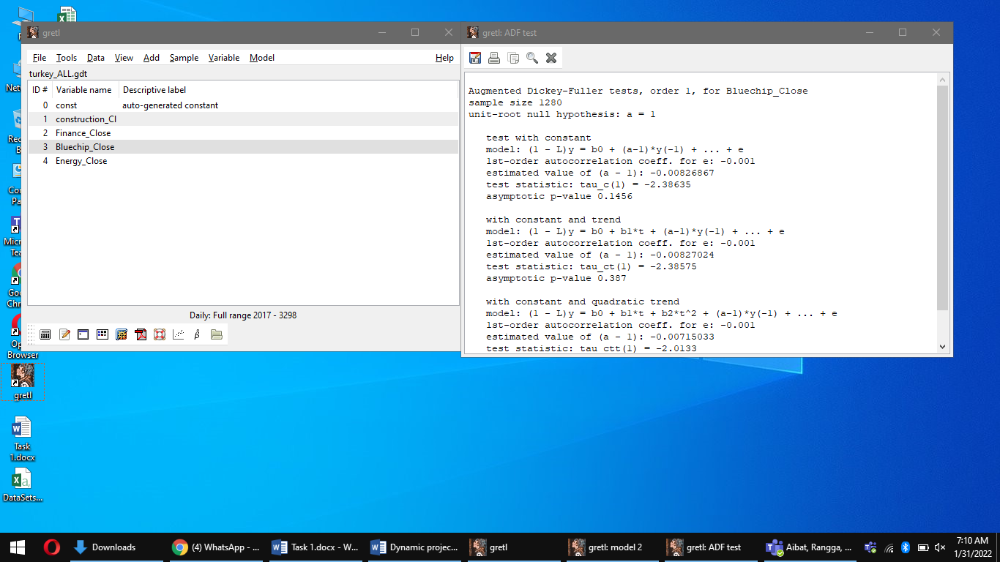 gretl
File Tools Data View Add Sample Variable Model Help
turkey_ALL.gdt
ID # Variable name Descriptive label
0 const auto-generated constant
1 construction_Cl
2 Finance_Close
3 Bluechip_Close
4 Energy_Close
Daily: Full range 2017 - 3298
gretl: ADF test
Augmented Dickey-Fuller tests, order 1, for Bluechip_Close
sample size 1280
unit-root null hypothesis: a = 1
test with constant
model: (1 - L)y = b0 + (a-1)*y(-1) + ... + e
1st-order autocorrelation coeff. for e: -0.001
estimated value of (a - 1): -0.00826867
test statistic: tau_c(1) = -2.38635
asymptotic p-value 0.1456
with constant and trend
model: (1 - L)y = b0 + b1*t + (a-1)*y(-1) + ... + e
1st-order autocorrelation coeff. for e: -0.001
estimated value of (a - 1): -0.00827024
test statistic: tau_ct(1) = -2.38575
asymptotic p-value 0.387
with constant and quadratic trend
model: (1 - L)y = b0 + b1*t + b2*t^2 + (a-1)*y(-1) + ... + e
1st-order autocorrelation coeff. for e: -0.001
estimated value of (a - 1): -0.00715033
test statistic: tau_ctt(1) = -2.0133
Browser
gretl
Task
1.docx
DataSets...
Downloads
(4) WhatsApp - ...
Task 1.docx - W...
Dynamic projec...
gretl
gretl: model 2
gretl: ADF test
Aibat, Rangga, ...
7:10 AM
1/31/2022